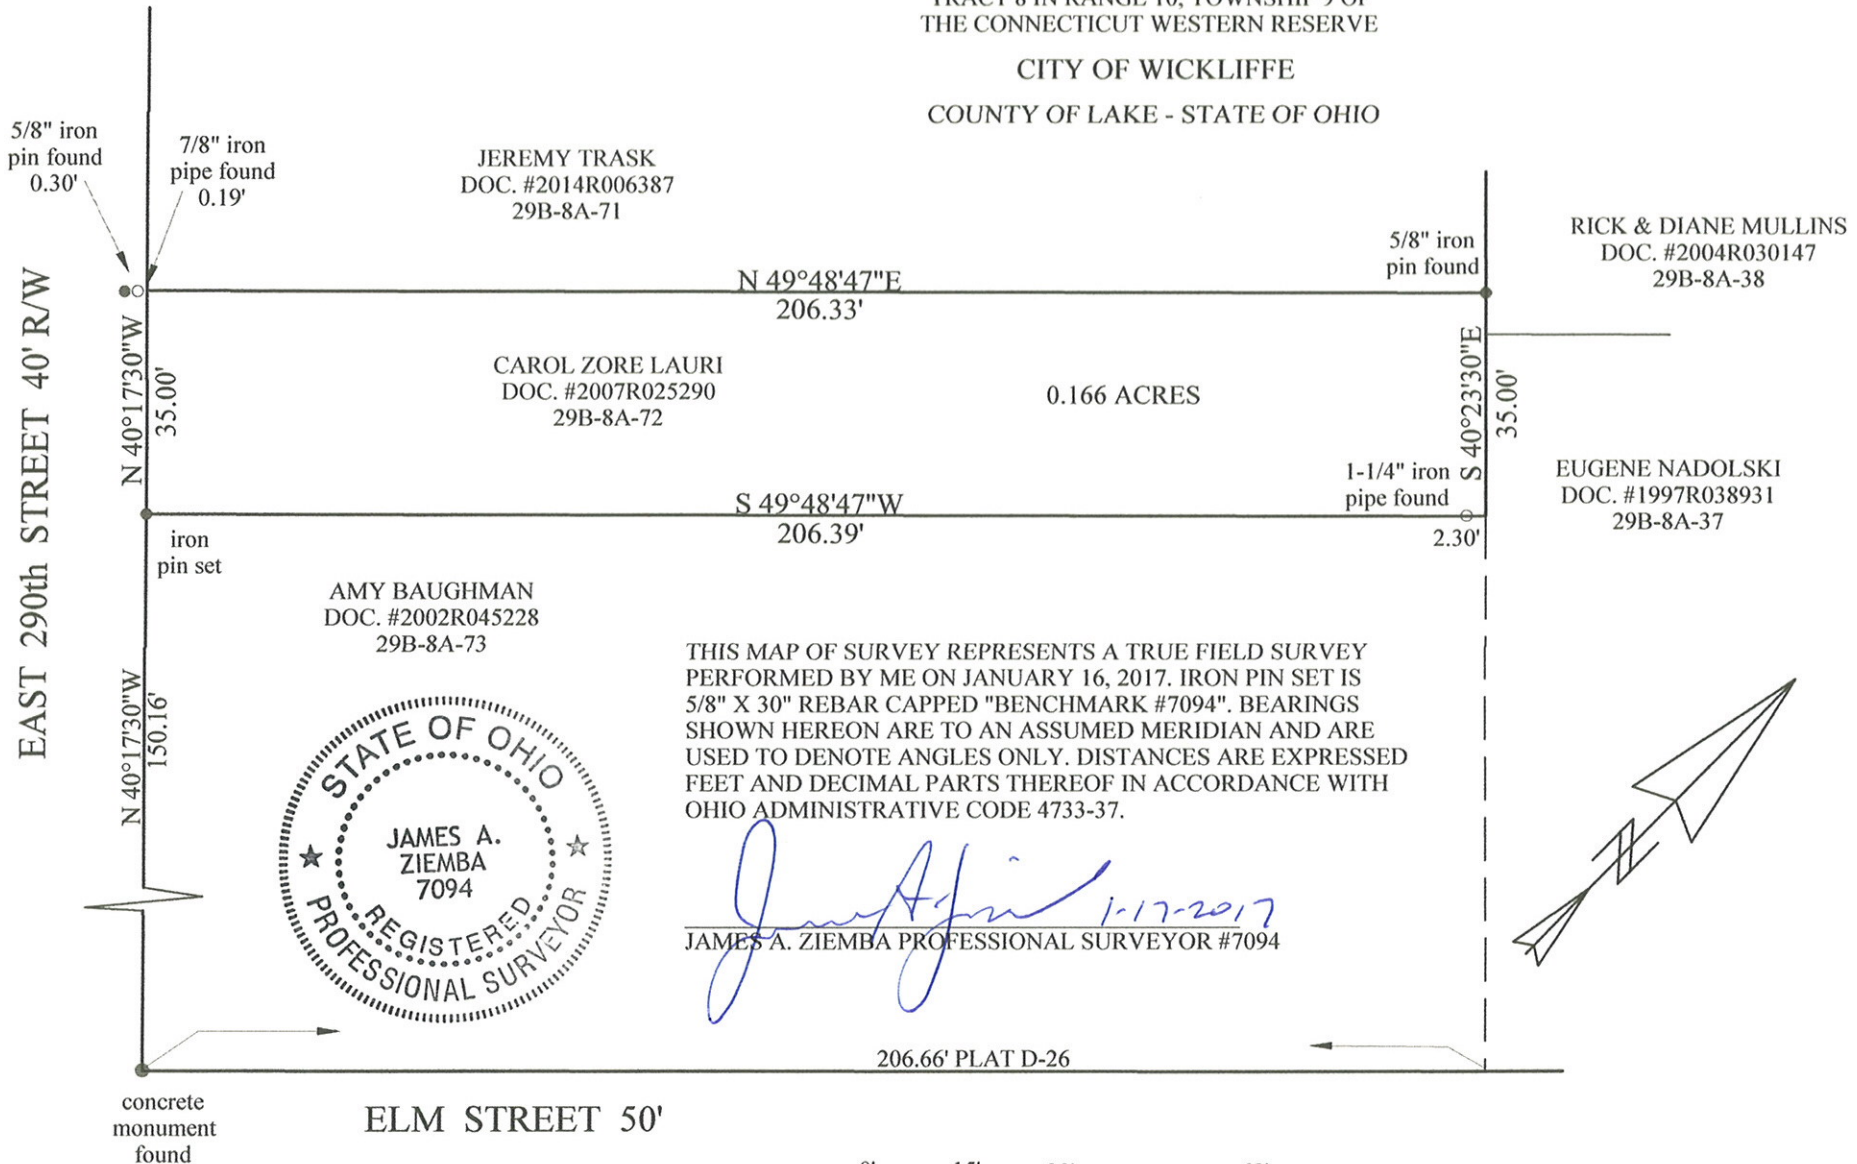 THE CONNECTICUT WESTERN RESERVE
CITY OF WICKLIFFE
COUNTY OF LAKE - STATE OF OHIO
5/8" iron
pin found
0.30'
7/8" iron
pipe found
0.19'
JEREMY TRASK
DOC. #2014R006387
29B-8A-71
5/8" iron
pin found
RICK & DIANE MULLINS
DOC. #2004R030147
29B-8A-38
N 49°48'47"E
206.33'
EAST 290th STREET 40' R/W
N 40°17'30"W
35.00'
CAROL ZORE LAURI
DOC. #2007R025290
29B-8A-72
0.166 ACRES
S 40°23'30"E
35.00'
1-1/4" iron
pipe found
EUGENE NADOLSKI
DOC. #1997R038931
29B-8A-37
S 49°48'47"W
206.39'
2.30'
iron
pin set
AMY BAUGHMAN
DOC. #2002R045228
29B-8A-73
N 40°17'30"W
150.16'
THIS MAP OF SURVEY REPRESENTS A TRUE FIELD SURVEY
PERFORMED BY ME ON JANUARY 16, 2017. IRON PIN SET IS
5/8" X 30" REBAR CAPPED "BENCHMARK #7094". BEARINGS
SHOWN HEREON ARE TO AN ASSUMED MERIDIAN AND ARE
USED TO DENOTE ANGLES ONLY. DISTANCES ARE EXPRESSED
FEET AND DECIMAL PARTS THEREOF IN ACCORDANCE WITH
OHIO ADMINISTRATIVE CODE 4733-37.
STATE OF OHIO
JAMES A.
ZIEMBA
7094
REGISTERED
PROFESSIONAL SURVEYOR
1-17-2017
JAMES A. ZIEMBA PROFESSIONAL SURVEYOR #7094
N
206.66' PLAT D-26
concrete
monument
found
ELM STREET 50'